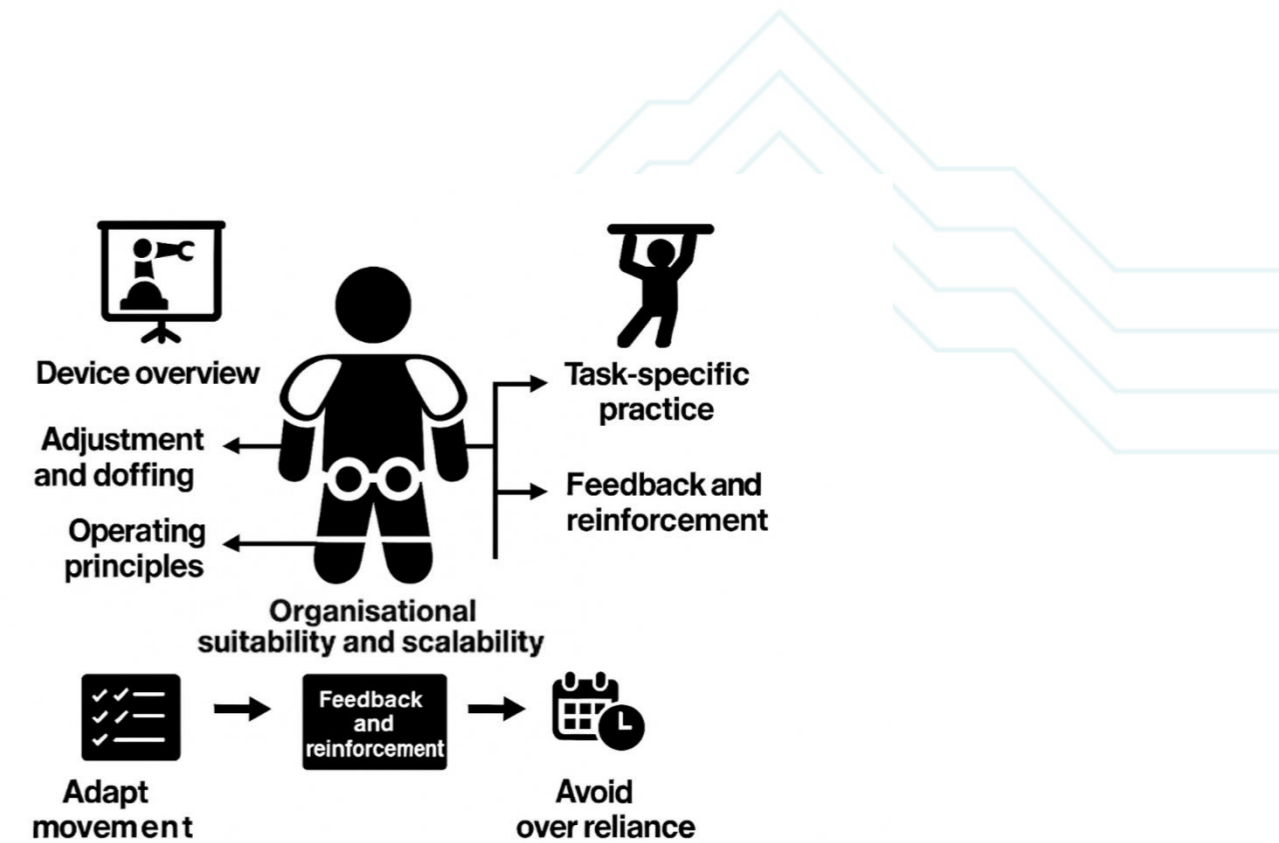 Device overview
Adjustment
and doffing
Operating
principles
Task-specific
practice
Feedback and
reinforcement
Organisational
suitability and scalability
Feedback
and
reinforcement
Adapt
movement
Avoid
over reliance